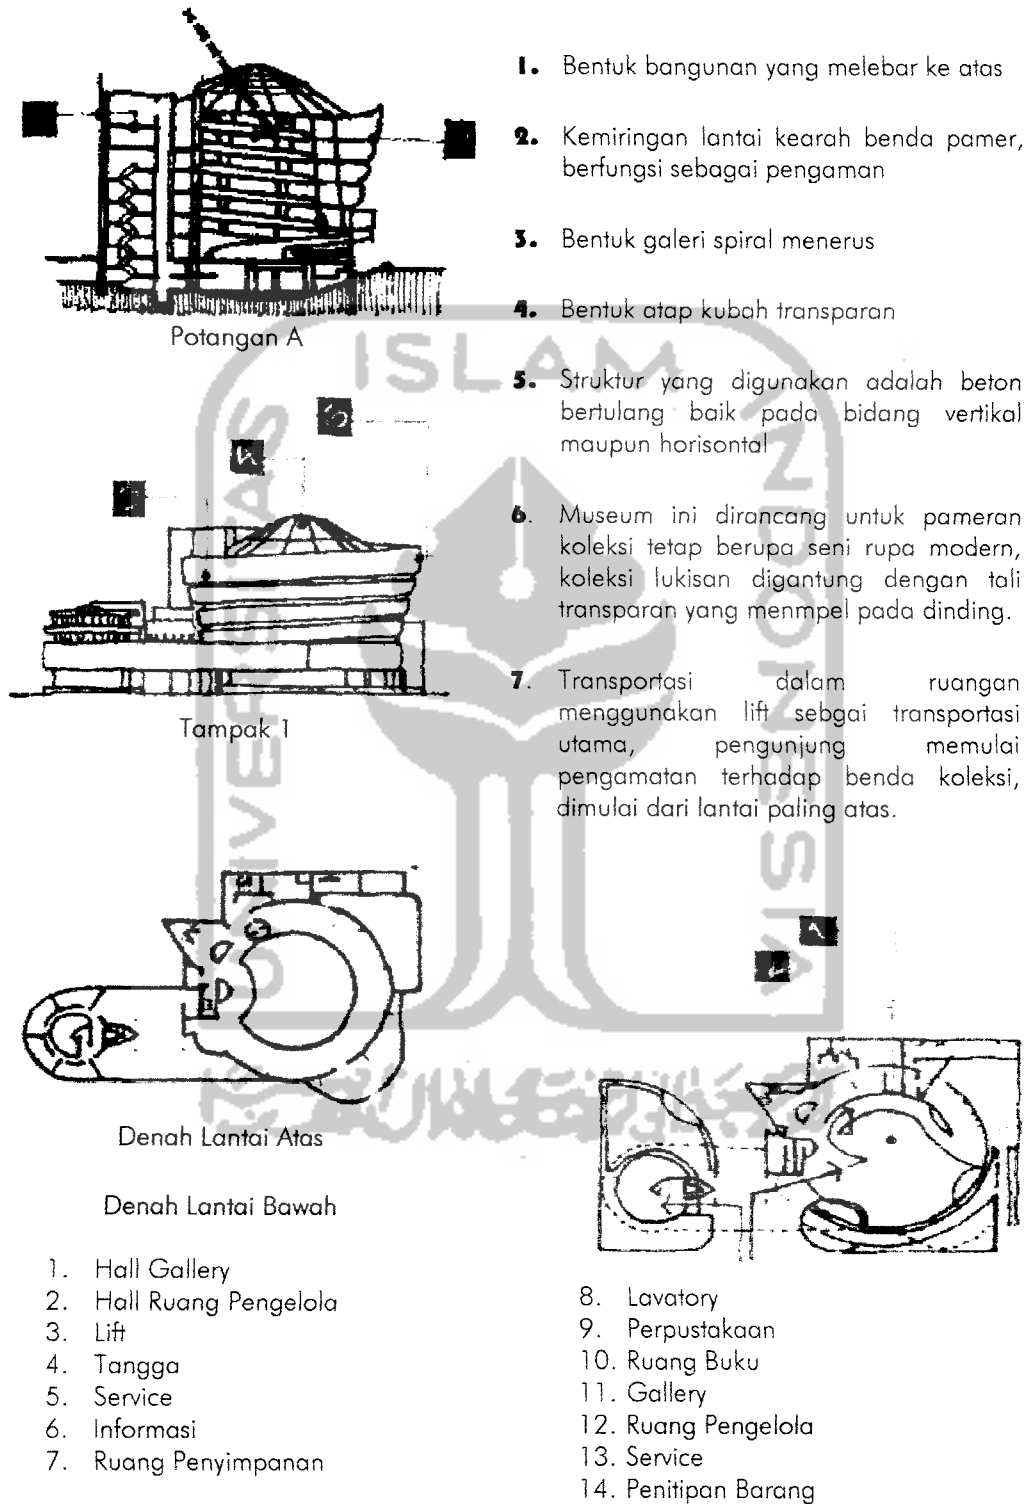 1. Bentuk bangunan yang melebar ke atas
2. Kemiringan lantai kearah benda pamer,
berfungsi sebagai pengaman
3. Bentuk galeri spiral menerus
4. Bentuk atap kubah transparan
5. Struktur yang digunakan adalah beton
bertulang baik pada bidang vertikal
maupun horisontal
6. Museum ini dirancang untuk pameran
koleksi tetap berupa seni rupa modern,
koleksi lukisan digantung dengan tali
transparan yang menmpel pada dinding.
7. Transportasi dalam ruangan
menggunakan lift sebgai transportasi
utama, pengunjung memulai
pengamatan terhadap benda koleksi,
dimulai dari lantai paling atas.
Potangan A
Tampak 1
Denah Lantai Atas
Denah Lantai Bawah
1. Hall Gallery
2. Hall Ruang Pengelola
3. Lift
4. Tangga
5. Service
6. Informasi
7. Ruang Penyimpanan
8. Lavatory
9. Perpustakaan
10. Ruang Buku
11. Gallery
12. Ruang Pengelola
13. Service
14. Penitipan Barang
UNIVERSITAS
ISLAM
INDONESIA